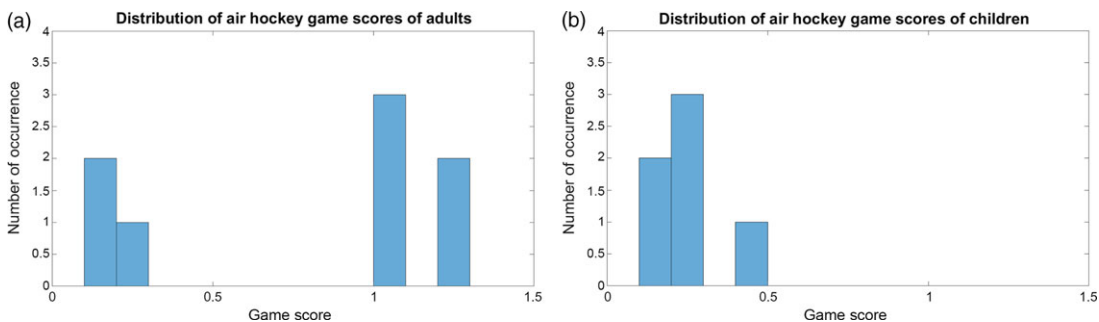 (a)
Distribution of air hockey game scores of adults
Number of occurrence
4
3.5
3
2.5
2
1.5
1
0.5
0
0 0.5 1 1.5
Game score
(b)
Distribution of air hockey game scores of children
Number of occurrence
4
3.5
3
2.5
2
1.5
1
0.5
0
0 0.5 1 1.5
Game score